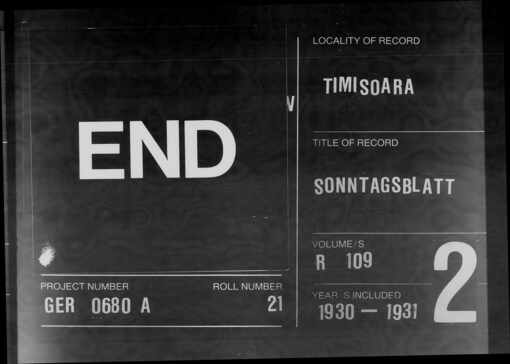 END
PROJECT NUMBER
GER 0680 A
ROLL NUMBER
21
LOCALITY OF RECORD
TIMISOARA
TITLE OF RECORD
SONNTAGSBLATT
VOLUME/S
R 109
YEAR/S INCLUDED
1930 — 1931
2